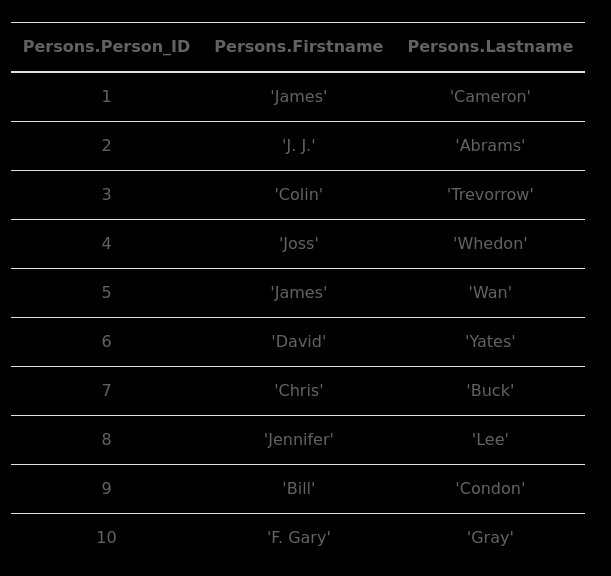 Persons.Person_ID Persons.Firstname Persons.Lastname
1 'James' 'Cameron'
2 'J. J.' 'Abrams'
3 'Colin' 'Trevorrow'
4 'Joss' 'Whedon'
5 'James' 'Wan'
6 'David' 'Yates'
7 'Chris' 'Buck'
8 'Jennifer' 'Lee'
9 'Bill' 'Condon'
10 'F. Gary' 'Gray'